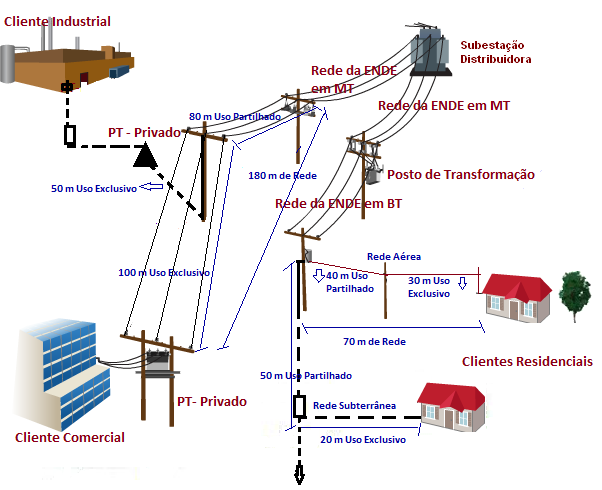 Cliente Industrial
Subestação
Distribuidora
Rede da ENDE
em MT
Rede da ENDE em MT
80 m Uso Partilhado
PT - Privado
180 m de Rede
Posto de Transformação
50 m Uso Exclusivo
Rede da ENDE em BT
Rede Aérea
100 m Uso Exclusivo
40 m Uso
Partilhado
30 m Uso
Exclusivo
70 m de Rede
Clientes Residenciais
50 m Uso Partilhado
PT- Privado
Rede Subterrânea
Cliente Comercial
20 m Uso Exclusivo